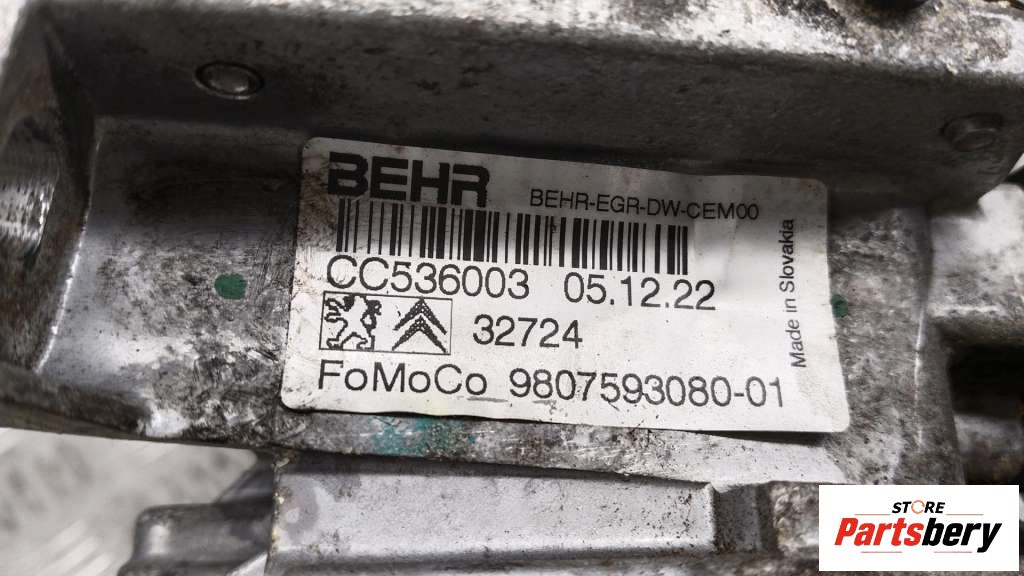 BEHR
BEHR-EGR-DW-CEM00
CC536003 05.12.22
32724
FoMoCo 9807593080-01
Made in Slovakia
STORE
Partsbery